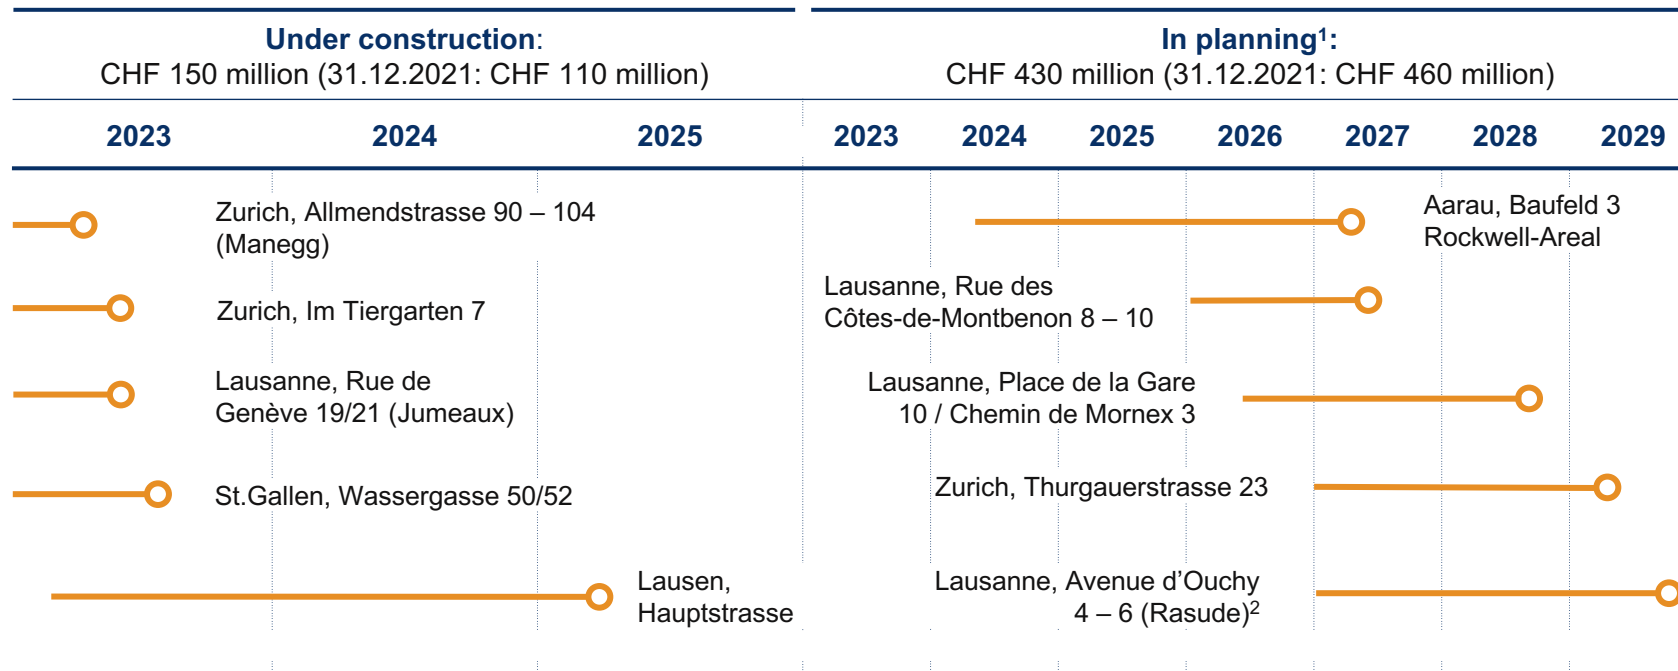 Under construction:
CHF 150 million (31.12.2021: CHF 110 million)
In planning¹:
CHF 430 million (31.12.2021: CHF 460 million)
2023 2024 2025
2023 2024 2025 2026 2027 2028 2029
Zurich, Allmendstrasse 90 – 104
(Manegg)
Zurich, Im Tiergarten 7
Lausanne, Rue de
Genève 19/21 (Jumeaux)
St.Gallen, Wassergasse 50/52
Lausen,
Hauptstrasse
Aarau, Baufeld 3
Rockwell-Areal
Lausanne, Rue des
Côtes-de-Montbenon 8 – 10
Lausanne, Place de la Gare
10 / Chemin de Mornex 3
Zurich, Thurgauerstrasse 23
Lausanne, Avenue d’Ouchy
4 – 6 (Rasude)²